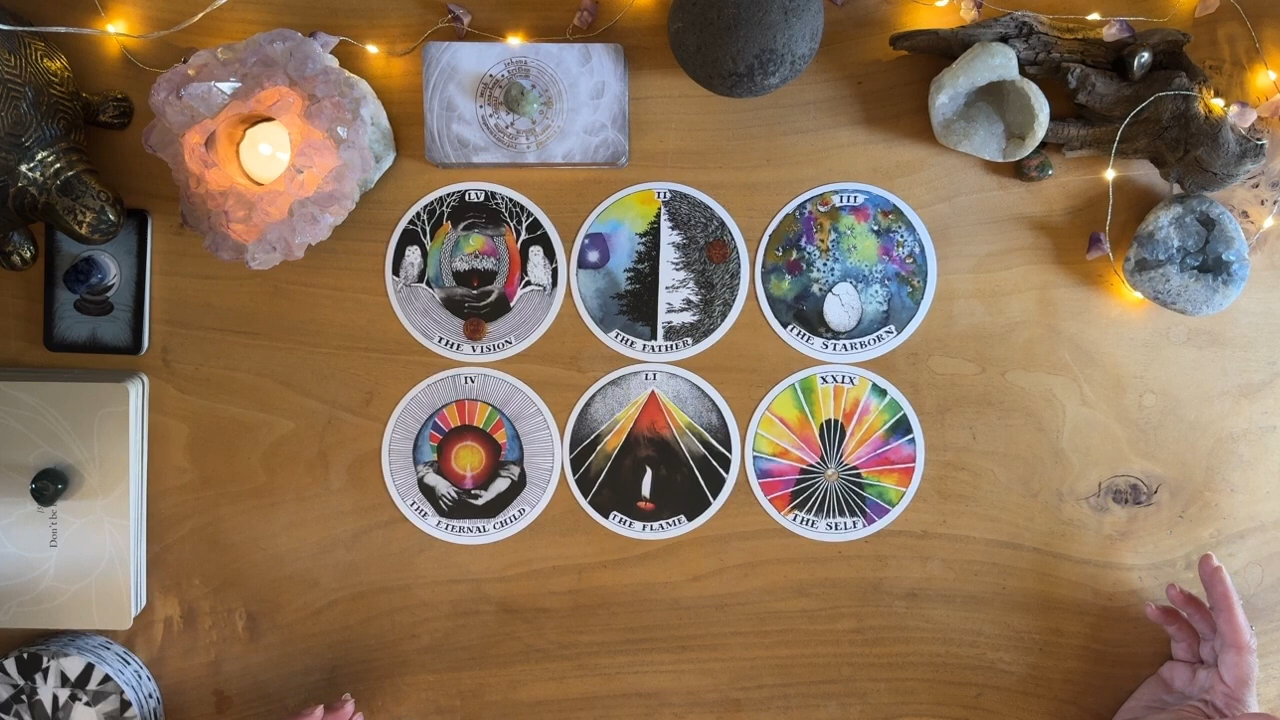 LV
THE VISION
II
THE FATHER
III
THE STARBORN
IV
THE ETERNAL CHILD
LI
THE FLAME
XXIX
THE SELF
Don't be